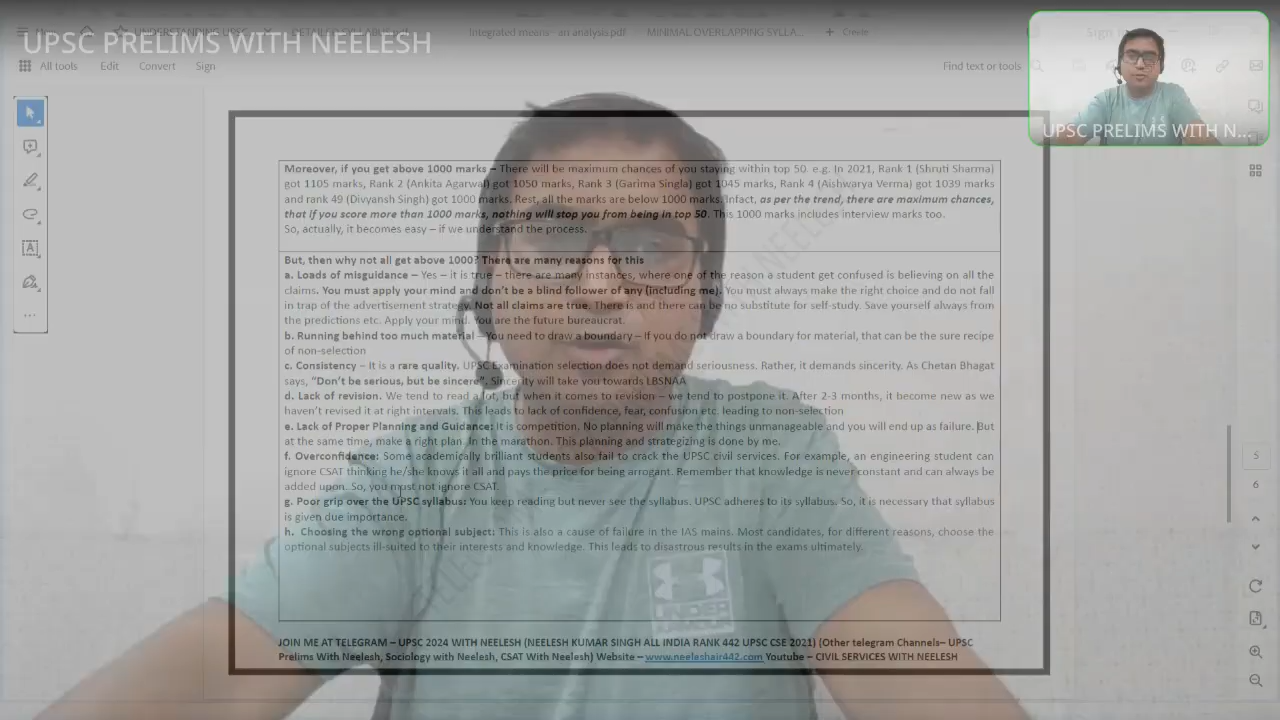 UPSC PRELIMS WITH NEELESH
UNDERSTANDING UPSC
Integrated means - an analysis.pdf
MINIMAL OVERLAPPING SYLLA...
Create
All tools
Edit
Convert
Sign
Find text or tools
UPSC PRELIMS WITH N...
Moreover, if you get above 1000 marks – There will be maximum chances of you staying within top 50. e.g. In 2021, Rank 1 (Shruti Sharma)
got 1105 marks, Rank 2 (Ankita Agarwal) got 1050 marks, Rank 3 (Garima Singla) got 1045 marks, Rank 4 (Aishwarya Verma) got 1039 marks
and rank 49 (Divyansh Singh) got 1000 marks. Rest, all the marks are below 1000 marks. Infact, as per the trend, there are maximum chances,
that if you score more than 1000 marks, nothing will stop you from being in top 50. This 1000 marks includes interview marks too.
So, actually, it becomes easy – if we understand the process.
But, then why not all get above 1000? There are many reasons for this
a. Loads of misguidance – Yes – it is true – there are many instances, where one of the reason a student get confused is believing on all the
claims. You must apply your mind and don't be a blind follower of any (including me). You must always make the right choice and do not fall
in trap of the advertisement strategy. Not all claims are true. There is and there can be no substitute for self-study. Save yourself always from
the predictions etc. Apply your mind. You are the future bureaucrat.
b. Running behind too much material – You need to draw a boundary – If you do not draw a boundary for material, that can be the sure recipe
of non-selection
c. Consistency – It is a rare quality. UPSC Examination selection does not demand seriousness. Rather, it demands sincerity. As Chetan Bhagat
says, "Don't be serious, but be sincere". Sincerity will take you towards LBSNAA
d. Lack of revision. We tend to read a lot, but when it comes to revision – we tend to postpone it. After 2-3 months, it become new as we
haven't revised it at right intervals. This leads to lack of confidence, fear, confusion etc. leading to non-selection
e. Lack of Proper Planning and Guidance: It is competition. No planning will make the things unmanageable and you will end up as failure. But
at the same time, make a right plan. In the marathon. This planning and strategizing is done by me.
f. Overconfidence: Some academically brilliant students also fail to crack the UPSC civil services. For example, an engineering student can
ignore CSAT thinking he/she knows it all and pays the price for being arrogant. Remember that knowledge is never constant and can always be
added upon. So, you must not ignore CSAT.
g. Poor grip over the UPSC syllabus: You keep reading but never see the syllabus. UPSC adheres to its syllabus. So, it is necessary that syllabus
is given due importance.
h. Choosing the wrong optional subject: This is also a cause of failure in the IAS mains. Most candidates, for different reasons, choose the
optional subjects ill-suited to their interests and knowledge. This leads to disastrous results in the exams ultimately.
UNDER
JOIN ME AT TELEGRAM – UPSC 2024 WITH NEELESH (NEELESH KUMAR SINGH ALL INDIA RANK 442 UPSC CSE 2021) (Other telegram Channels– UPSC
Prelims With Neelesh, Sociology with Neelesh, CSAT With Neelesh) Website – www.neeleshair442.com Youtube – CIVIL SERVICES WITH NEELESH
5
6